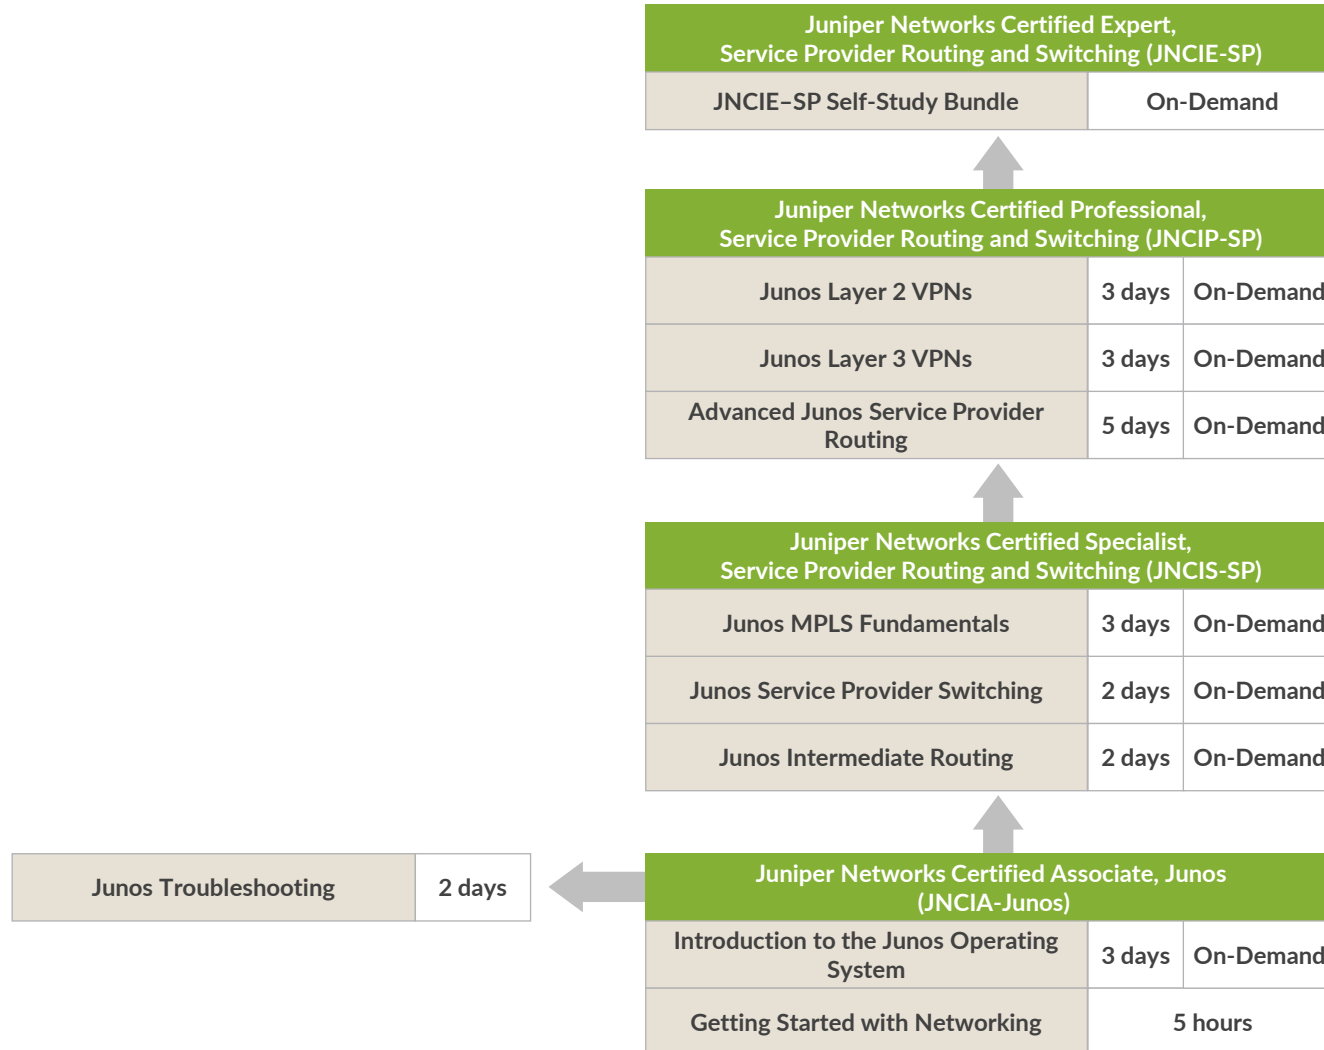 Juniper Networks Certified Expert,
Service Provider Routing and Switching (JNCIE-SP)
JNCIE–SP Self-Study Bundle On-Demand
Juniper Networks Certified Professional,
Service Provider Routing and Switching (JNCIP-SP)
Junos Layer 2 VPNs 3 days On-Demand
Junos Layer 3 VPNs 3 days On-Demand
Advanced Junos Service Provider
Routing 5 days On-Demand
Juniper Networks Certified Specialist,
Service Provider Routing and Switching (JNCIS-SP)
Junos MPLS Fundamentals 3 days On-Demand
Junos Service Provider Switching 2 days On-Demand
Junos Intermediate Routing 2 days On-Demand
Junos Troubleshooting 2 days
Juniper Networks Certified Associate, Junos
(JNCIA-Junos)
Introduction to the Junos Operating
System 3 days On-Demand
Getting Started with Networking 5 hours